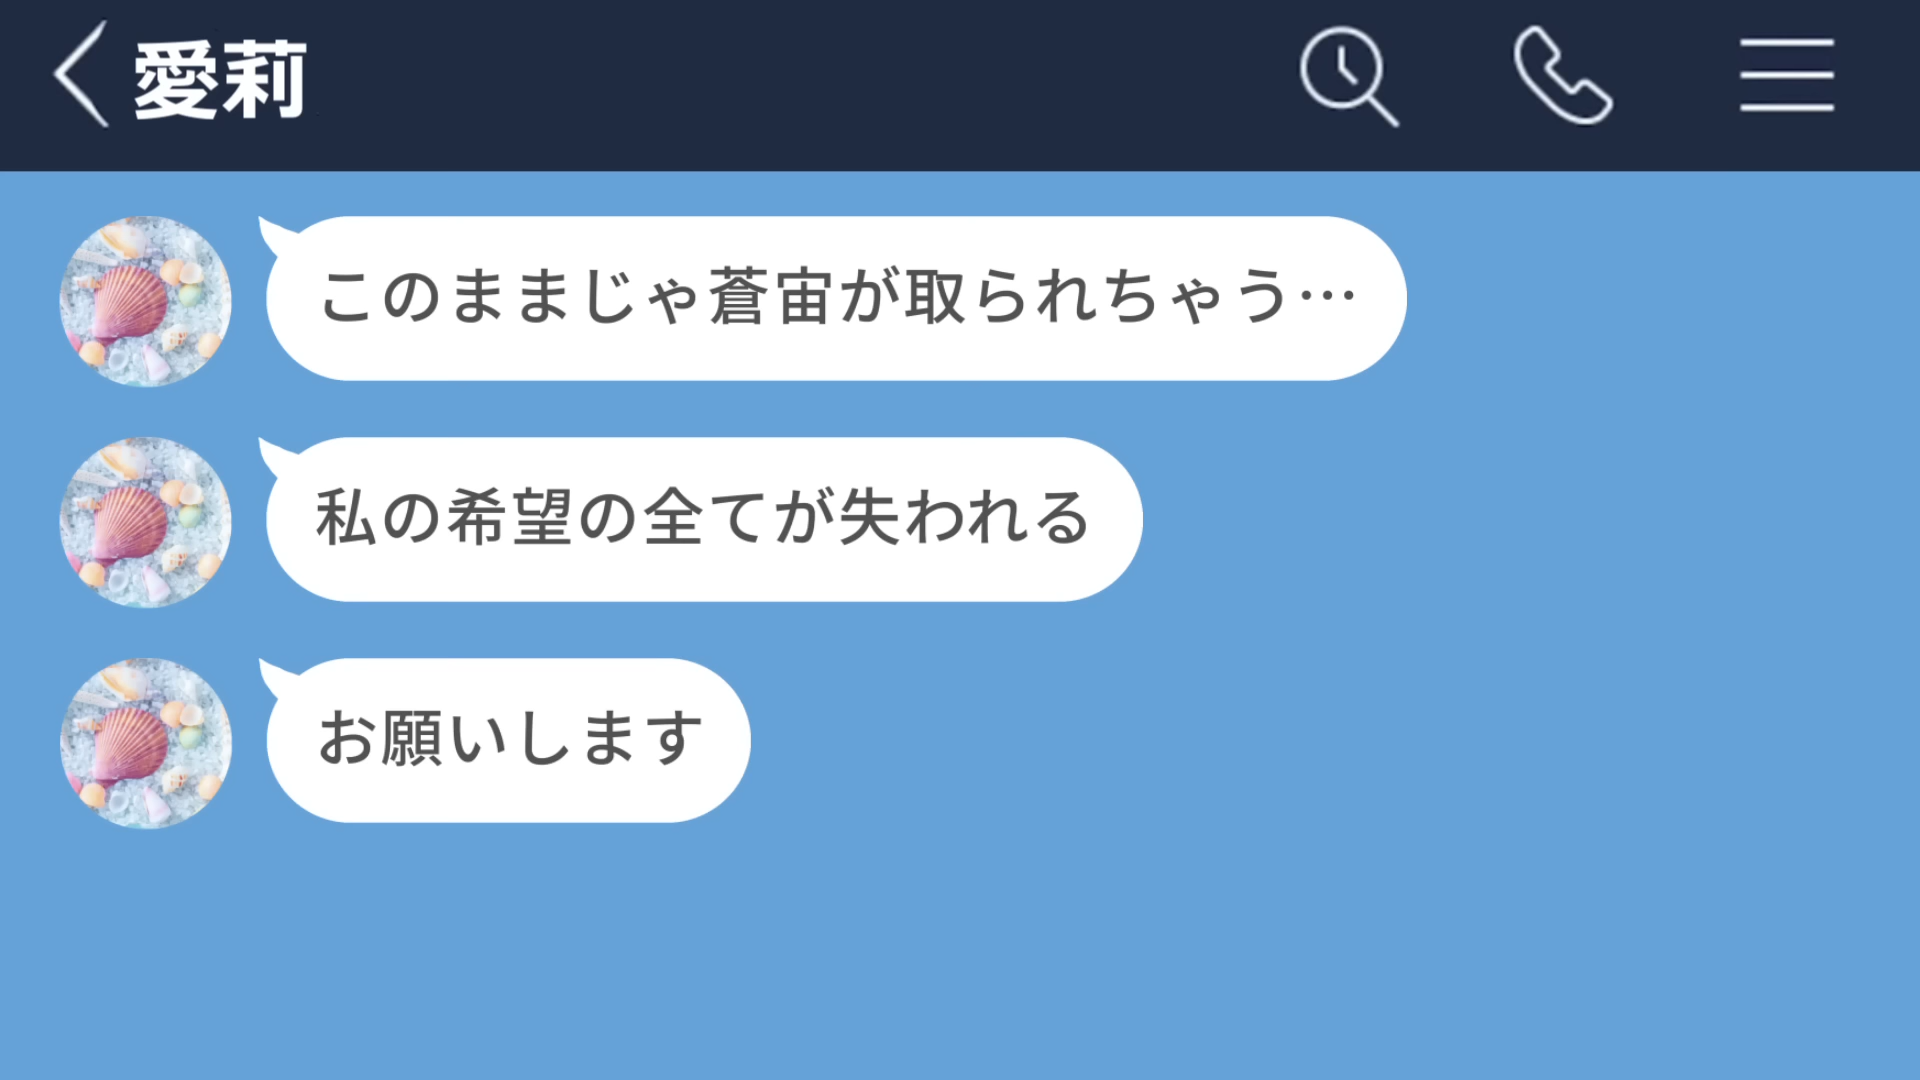 愛莉
このままじゃ蒼宙が取られちゃう…
私の希望の全てが失われる
お願いします